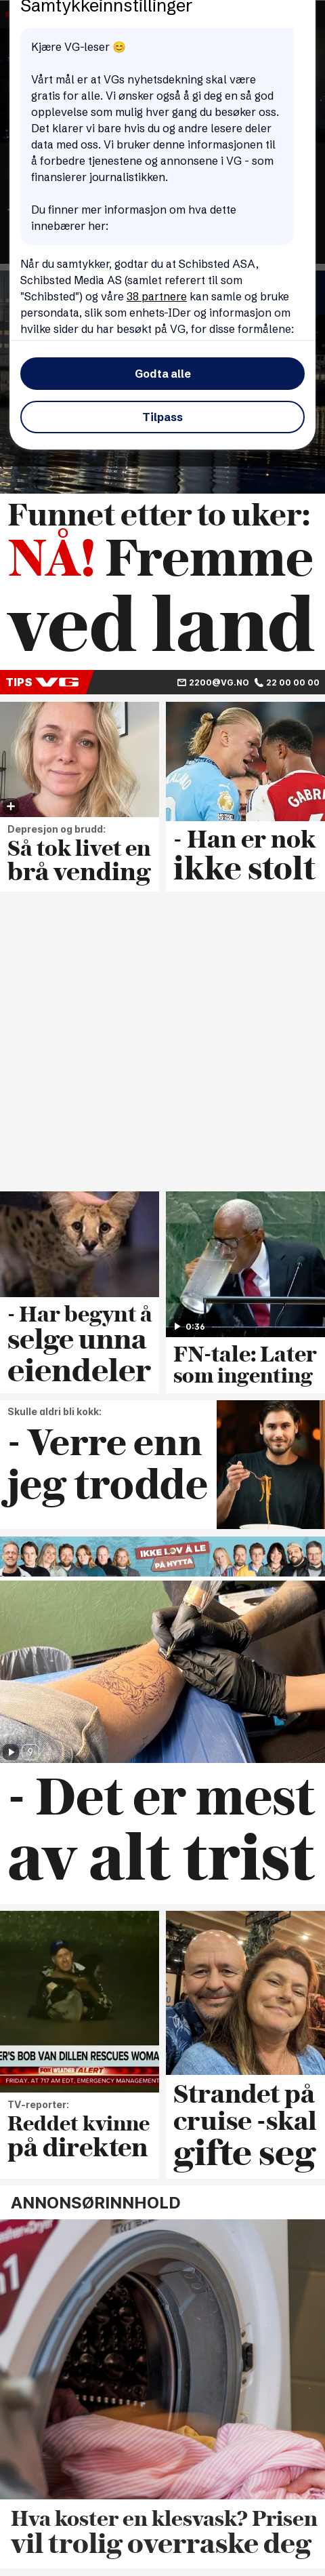 Samtykkeinnstillinger
Kjære VG-leser 😊
Vårt mål er at VGs nyhetsdekning skal være
gratis for alle. Vi ønsker også å gi deg en så god
opplevelse som mulig hver gang du besøker oss.
Det klarer vi bare hvis du og andre lesere deler
data med oss. Vi bruker denne informasjonen til
å forbedre tjenestene og annonsene i VG - som
finansierer journalistikken.
Du finner mer informasjon om hva dette
innebærer her:
Når du samtykker, godtar du at Schibsted ASA,
Schibsted Media AS (samlet referert til som
"Schibsted") og våre 38 partnere kan samle og bruke
persondata, slik som enhets-IDer og informasjon om
hvilke sider du har besøkt på VG, for disse formålene:
Godta alle
Tilpass
Funnet etter to uker:
NÅ! Fremme
ved land
TIPS VG 2200@VG.NO 22 00 00 00
GABRI
Depresjon og brudd:
Så tok livet en
brå vending
- Han er nok
ikke stolt
- Har begynt å
selge unna
eiendeler
0:36
FN-tale: Later
som ingenting
Skulle aldri bli kokk:
- Verre enn
jeg trodde
IKKE LOV Å LE
PÅ HYTTA
- Det er mest
av alt trist
ER'S BOB VAN DILLEN RESCUES WOMA
FOX WEATHER ALERT
FRIDAY, AT 7:17 AM EDT, EMERGENCY MANAGEMENT
TV-reporter:
Reddet kvinne
på direkten
Strandet på
cruise -skal
gifte seg
ANNONSØRINNHOLD
Hva koster en klesvask? Prisen
vil trolig overraske deg